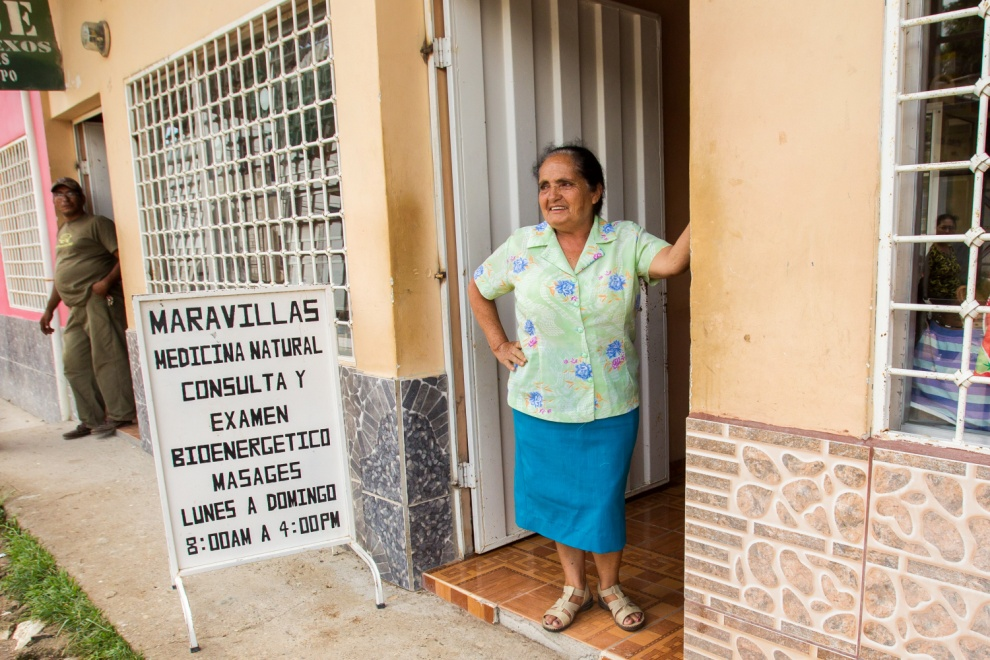 MARAVILLAS
MEDICINA NATURAL
CONSULTA Y
EXAMEN
BIOENERGETICO
MASAGES
LUNES A DOMINGO
8:00AM A 4:00PM